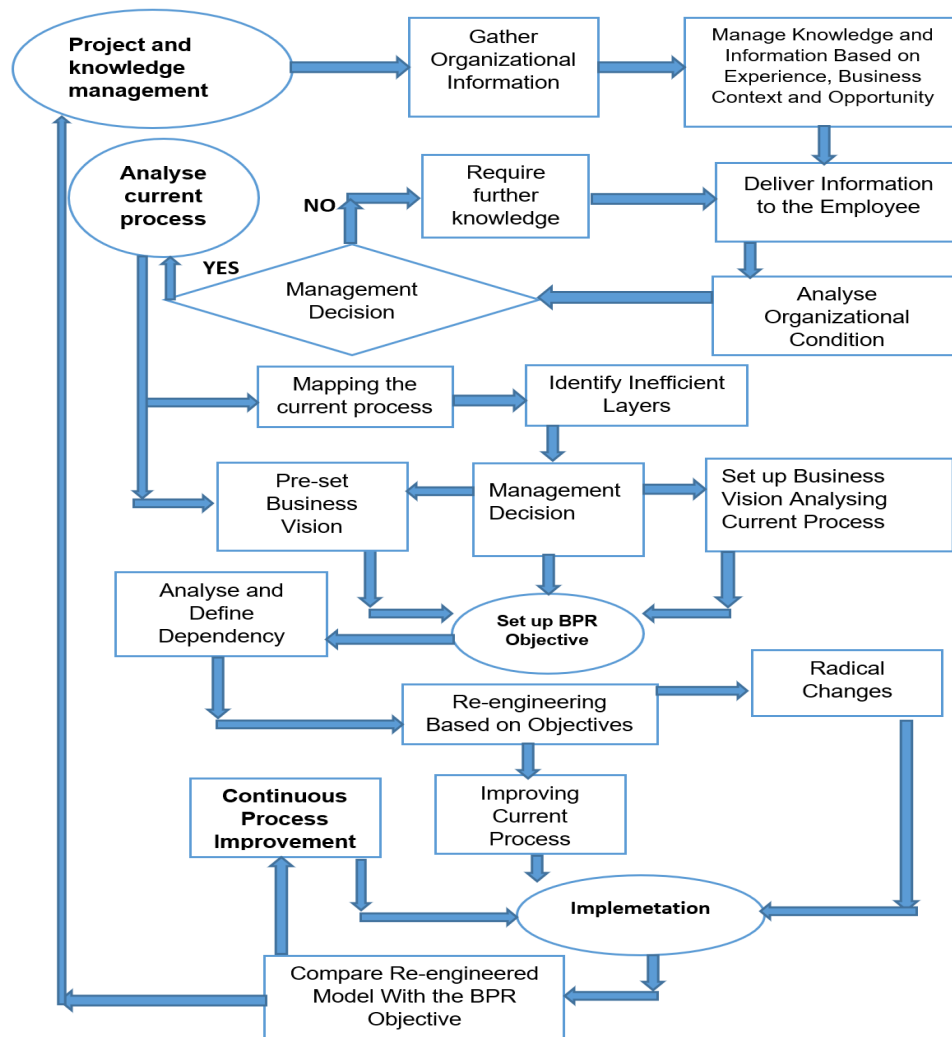 Project and
knowledge
management
Gather
Organizational
Information
Manage Knowledge and
Information Based on
Experience, Business
Context and Opportunity
Analyse
current
process
NO
Require
further
knowledge
Deliver Information
to the Employee
YES
Management
Decision
Analyse
Organizational
Condition
Mapping the
current process
Identify Inefficient
Layers
Pre-set
Business
Vision
Management
Decision
Set up Business
Vision Analysing
Current Process
Analyse and
Define
Dependency
Set up BPR
Objective
Re-engineering
Based on Objectives
Radical
Changes
Continuous
Process
Improvement
Improving
Current
Process
Implemetation
Compare Re-engineered
Model With the BPR
Objective